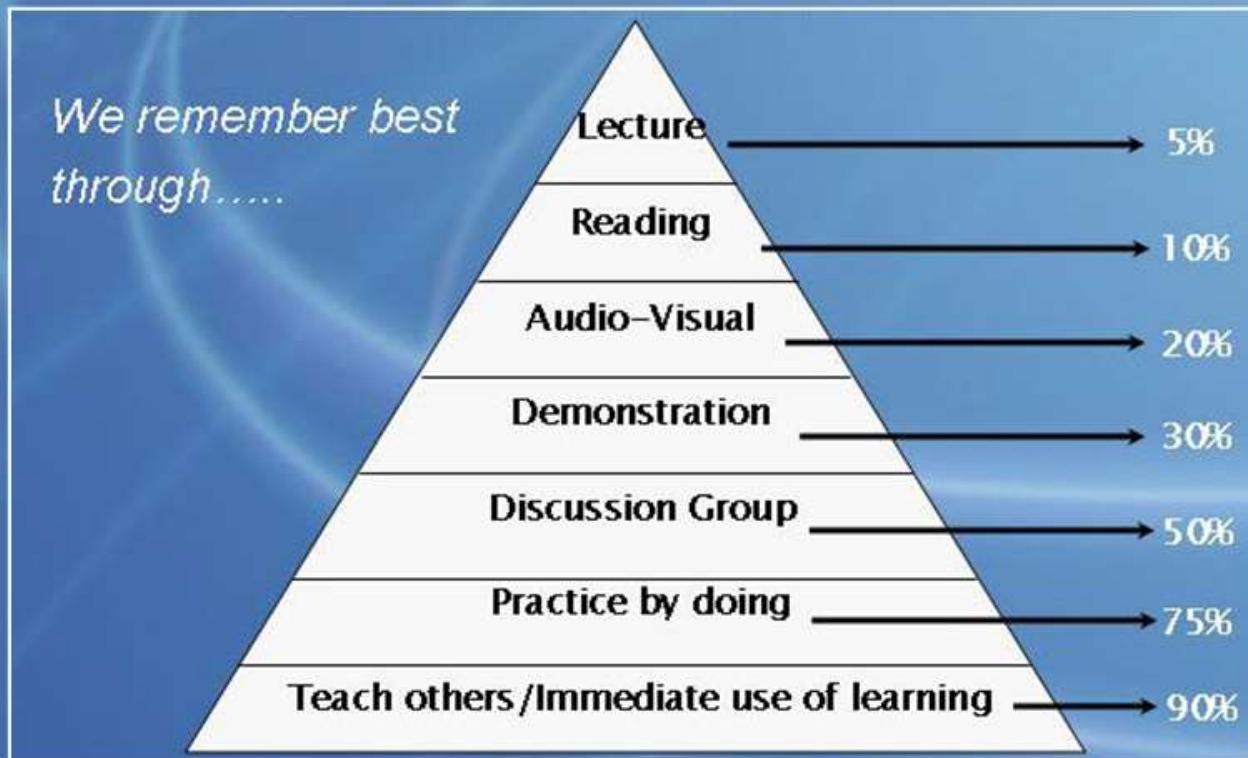 We remember best
through.....
Lecture 5%
Reading 10%
Audio-Visual 20%
Demonstration 30%
Discussion Group 50%
Practice by doing 75%
Teach others/Immediate use of learning 90%